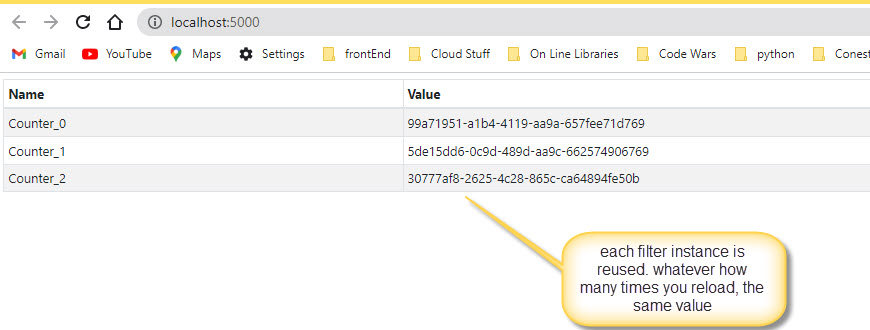 localhost:5000
Gmail YouTube Maps Settings frontEnd Cloud Stuff On Line Libraries Code Wars python Conest
Name Value
Counter_0 99a71951-a1b4-4119-aa9a-657fee71d769
Counter_1 5de15dd6-0c9d-489d-aa9c-662574906769
Counter_2 30777af8-2625-4c28-865c-ca64894fe50b
each filter instance is
reused. whatever how
many times you reload, the
same value